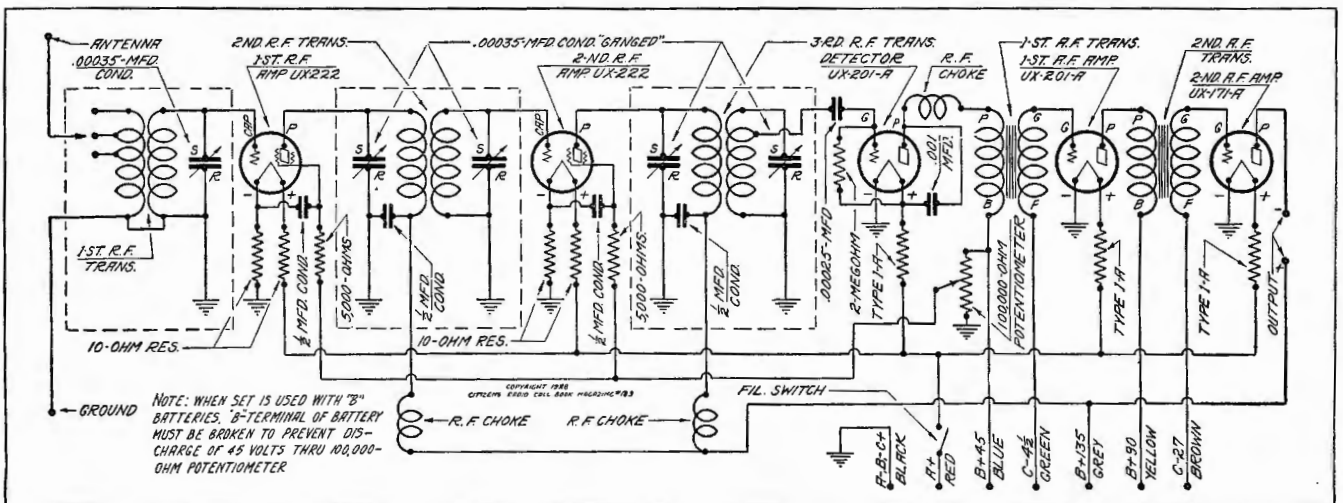 ANTENNA
.00035-MFD.
COND.
1-ST. R.F.
AMP. UX-222
2ND. R.F. TRANS.
.00035-MFD. COND. "GANGED"
2-ND. R.F.
AMP. UX-222
3-RD. R.F. TRANS.
DETECTOR
UX-201-A
R.F.
CHOKE
1-ST. A.F. TRANS.
1-ST. A.F. AMP.
UX-201-A
2ND. A.F.
TRANS.
2-ND. A.F. AMP.
UX-171-A
CAP
P
CAP
P
G
P
P
G
G
P
P
G
G
P
S
R
S
R
S
R
S
R
S
R
-
+
-
+
-
+
-
+
-
+
.001
MFD.
B
F
B
F
1-ST. R.F.
TRANS.
10-OHM RES.
½ MFD. COND.
5,000-OHMS.
½ MFD.
COND.
10-OHM RES.
½ MFD. COND.
5,000-OHMS.
½ MFD.
COND.
.00025-MFD
2-MEGOHM
TYPE 1-A
100,000-OHM
POTENTIOMETER
TYPE 1-A
TYPE 1-A
OUTPUT
-
+
COPYRIGHT 1928
CITIZENS RADIO CALL BOOK MAGAZINE
GROUND
NOTE: WHEN SET IS USED WITH "B"
BATTERIES, "B"-TERMINAL OF BATTERY
MUST BE BROKEN TO PREVENT DIS-
CHARGE OF 45 VOLTS THRU 100,000-
OHM POTENTIOMETER
R.F. CHOKE
R.F. CHOKE
FIL. SWITCH
A-B-C+
BLACK
A+
RED
B+45
BLUE
C-4½
GREEN
B+135
GREY
B+90
YELLOW
C-27
BROWN